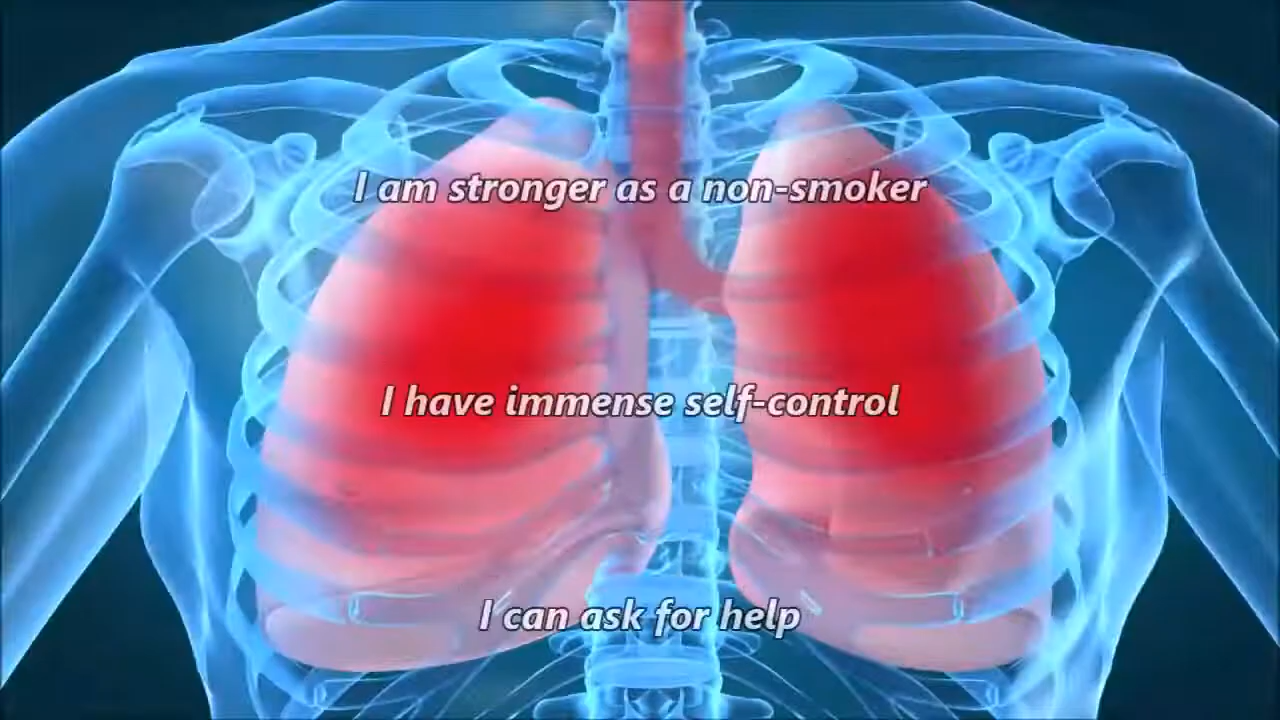 I am stronger as a non-smoker
I have immense self-control
I can ask for help